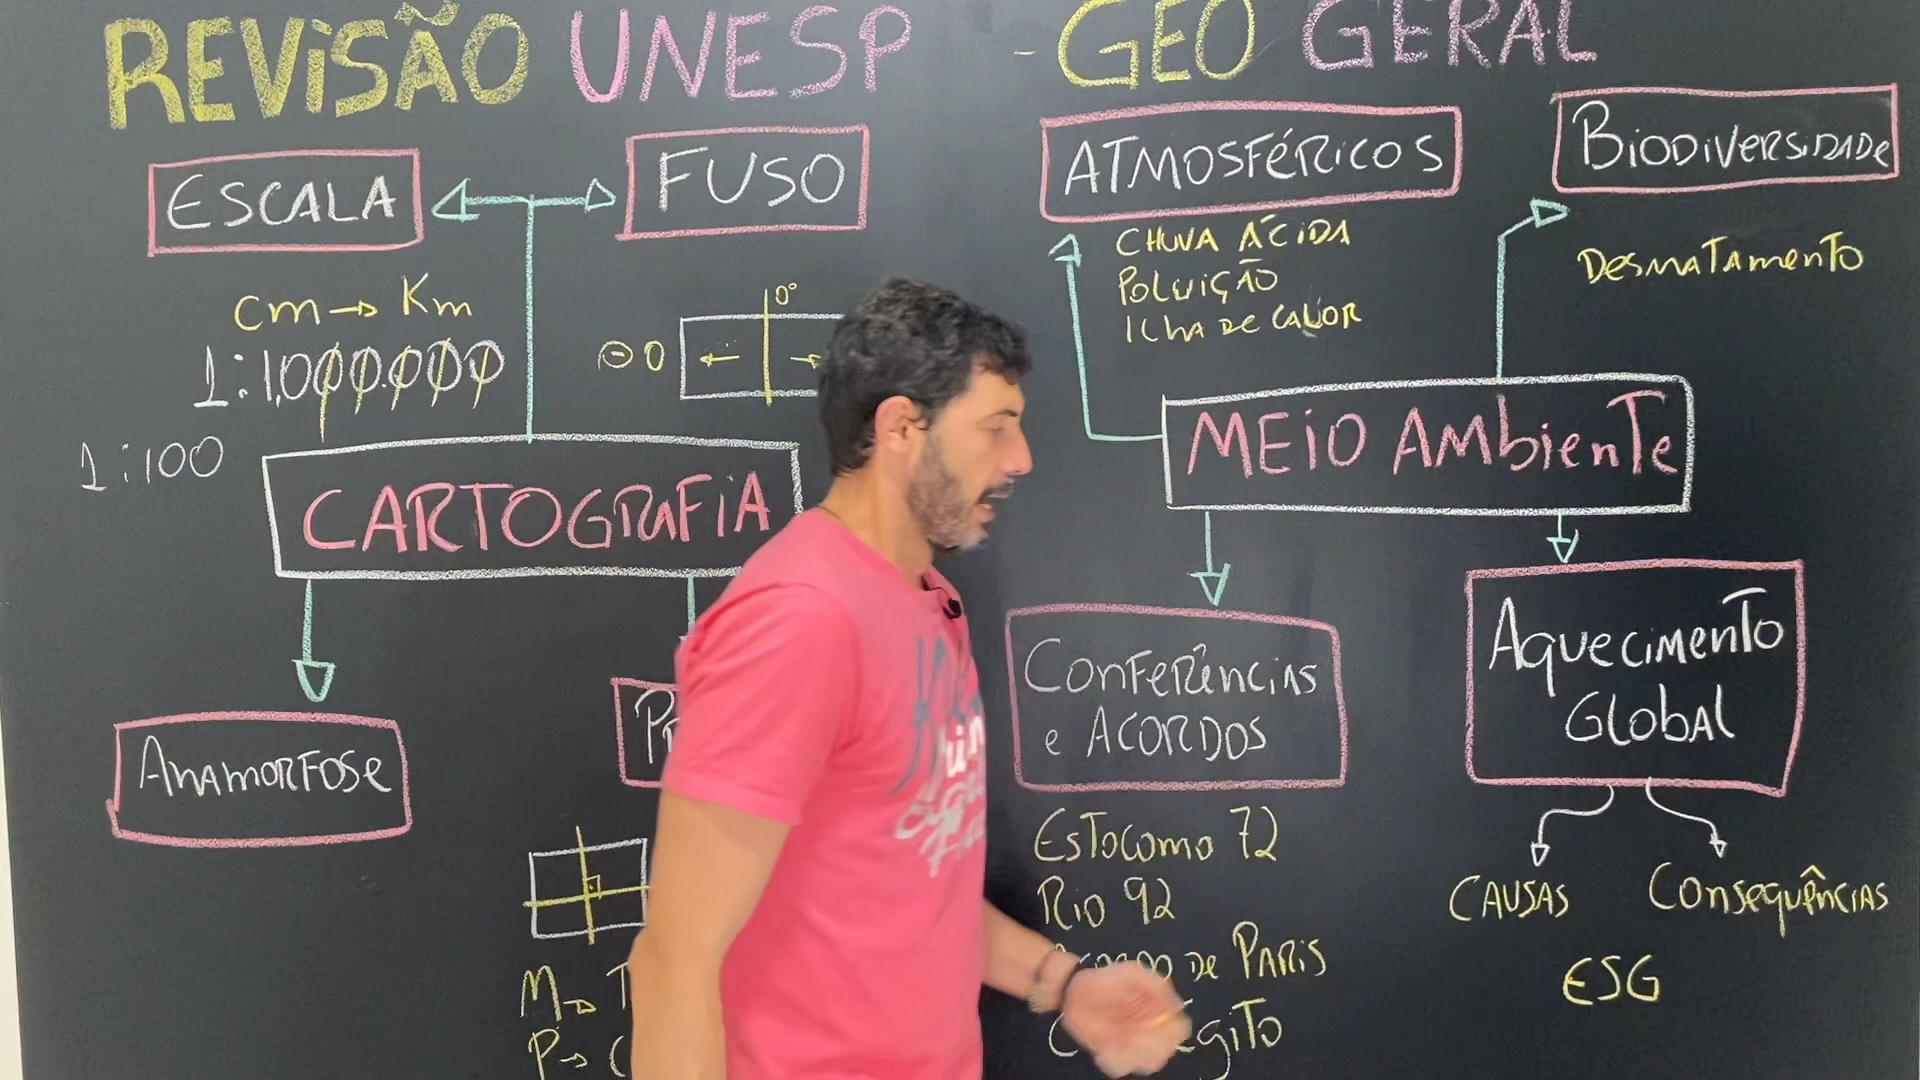 REVISÃO UNESP - GEO GERAL
ESCALA
FUSO
cm → Km
1:1.000.000
1:100
0°
⊖ O
CARTOGRAFIA
ANAMORFOSE
M→
P→
ATMOSFÉRICOS
CHUVA ÁCIDA
POLUIÇÃO
ILHA DE CALOR
BIODIVERSIDADE
DESMATAMENTO
MEIO AMBIENTE
CONFERÊNCIAS
e ACORDOS
ESTOCOMO 72
RIO 92
DE PARIS
AQUECIMENTO
GLOBAL
CAUSAS
CONSEQUÊNCIAS
ESG